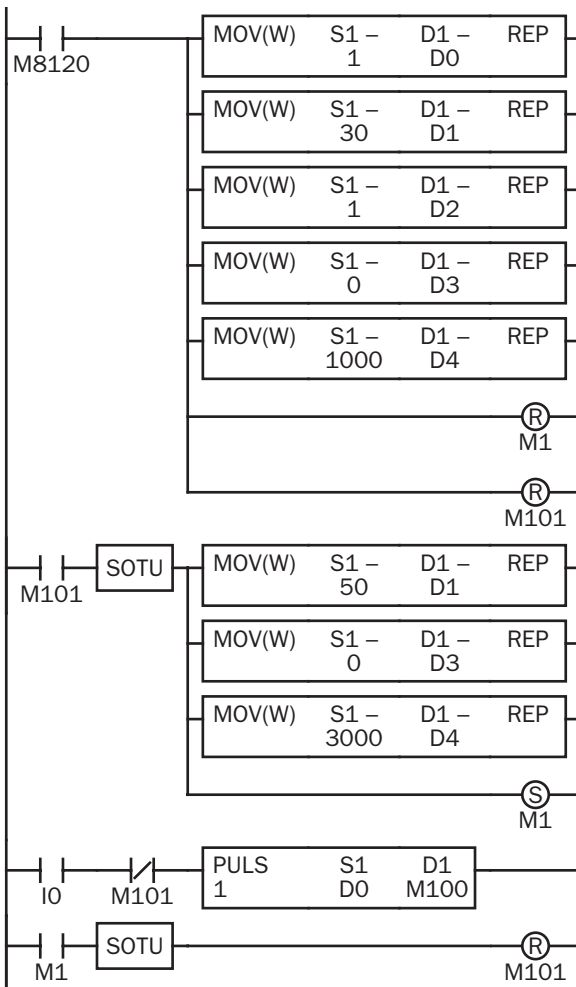 MOV(W) S1 – D1 – REP
M8120 1 D0
MOV(W) S1 – D1 – REP
30 D1
MOV(W) S1 – D1 – REP
1 D2
MOV(W) S1 – D1 – REP
0 D3
MOV(W) S1 – D1 – REP
1000 D4
R
M1
R
M101
SOTU MOV(W) S1 – D1 – REP
M101 50 D1
MOV(W) S1 – D1 – REP
0 D3
MOV(W) S1 – D1 – REP
3000 D4
S
M1
PULS S1 D1
I0 M101 1 D0 M100
SOTU R
M1 M101